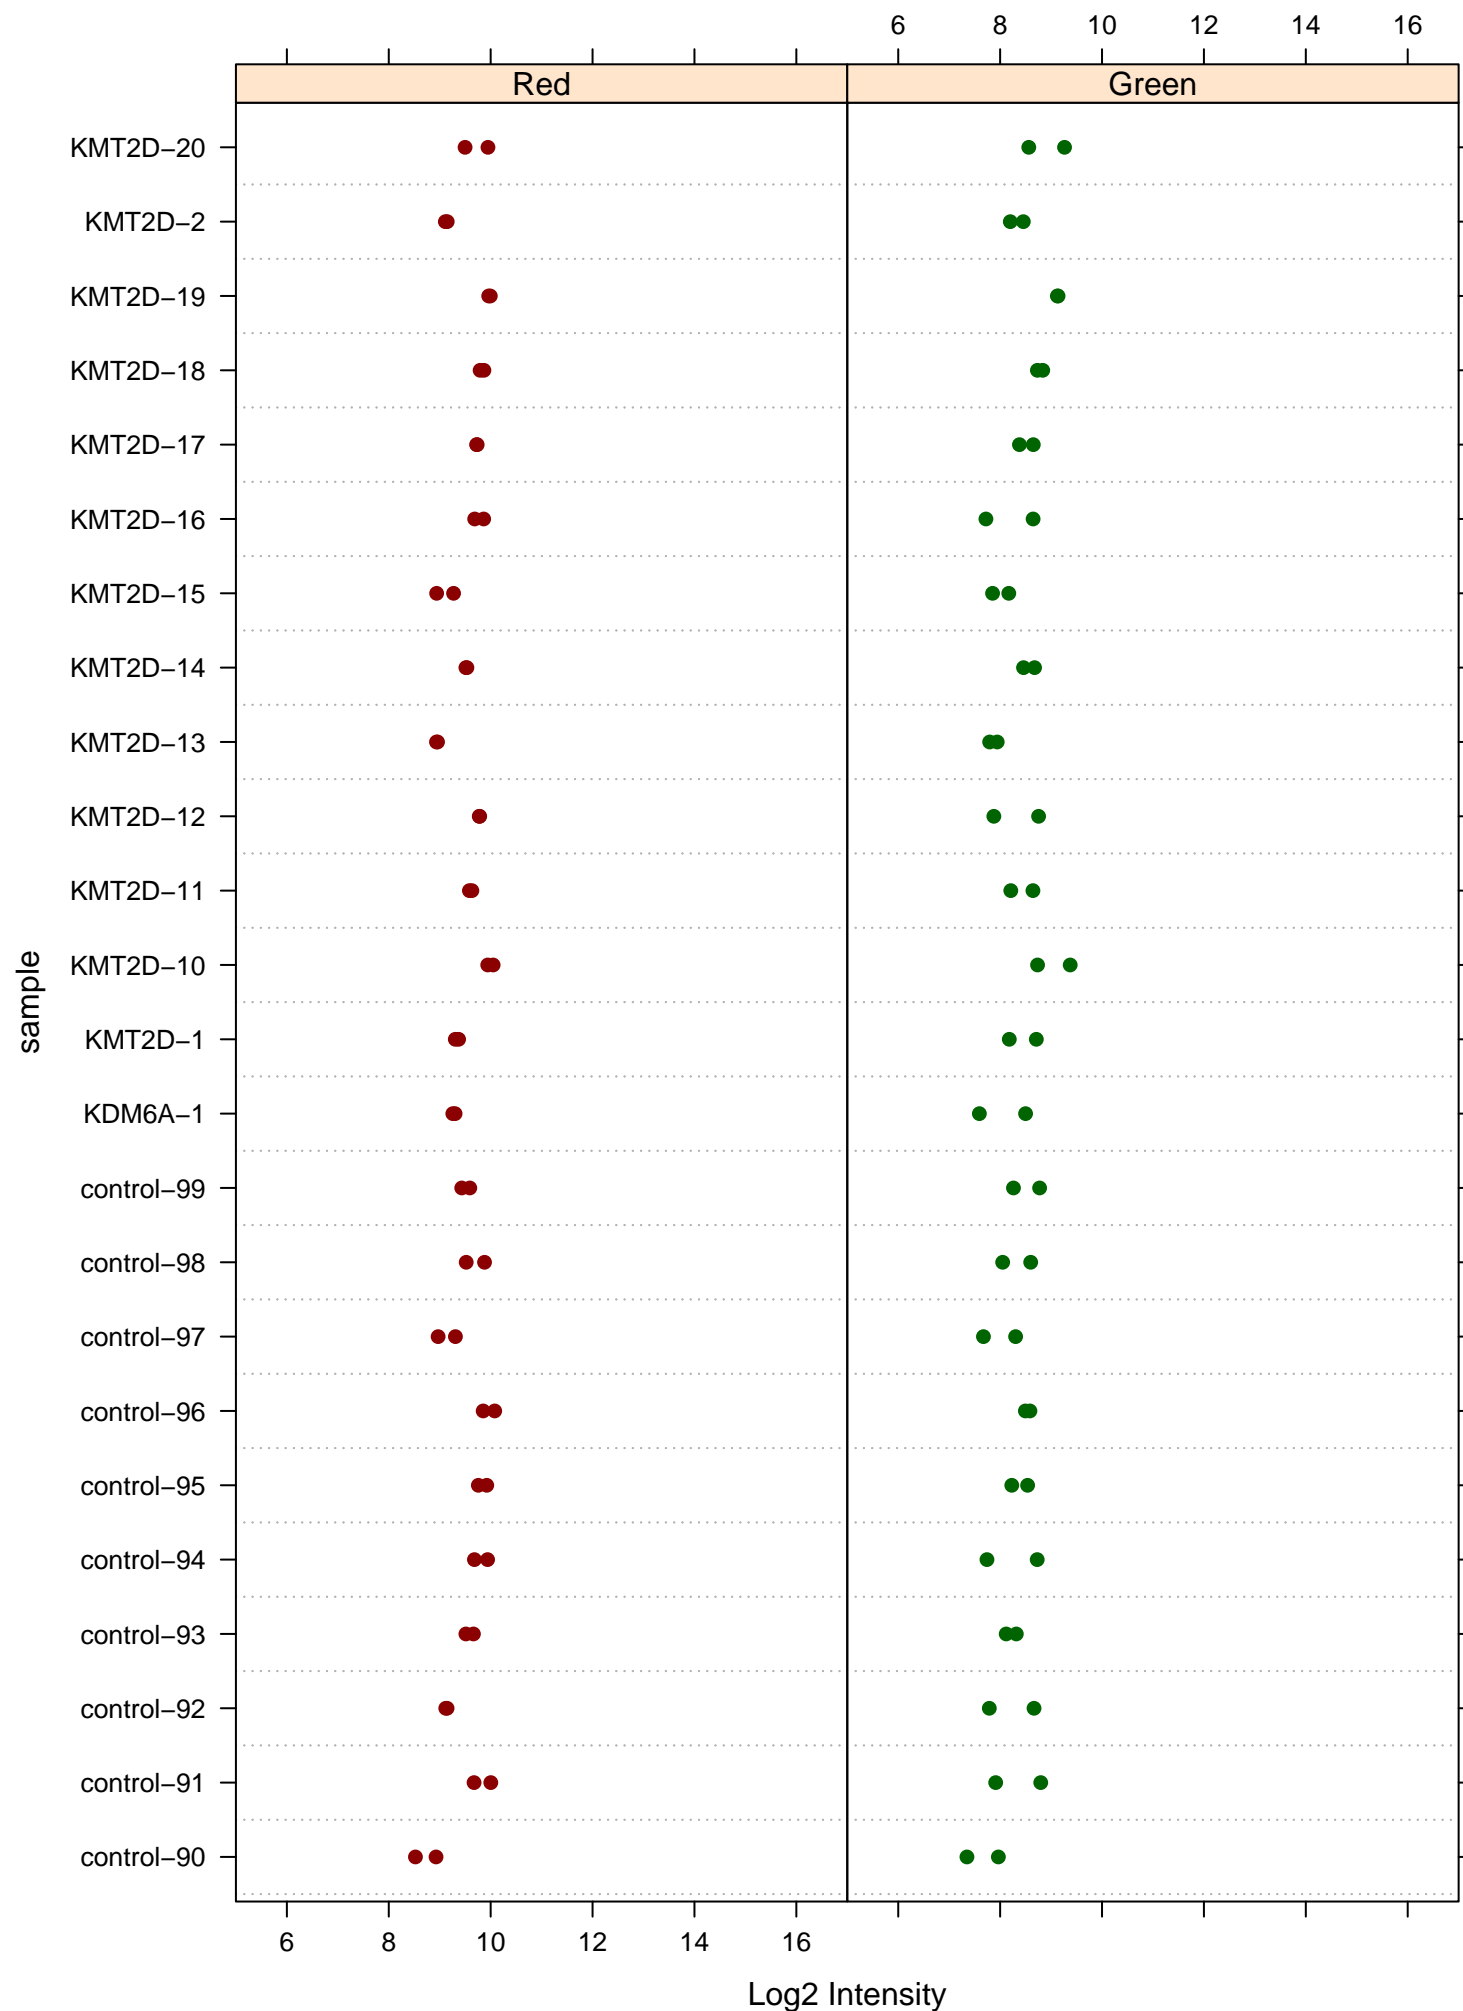 6 8 10 12 14 16
Red Green
KMT2D−20
KMT2D−2
KMT2D−19
KMT2D−18
KMT2D−17
KMT2D−16
KMT2D−15
KMT2D−14
KMT2D−13
KMT2D−12
KMT2D−11
KMT2D−10
KMT2D−1
KDM6A−1
control−99
control−98
control−97
control−96
control−95
control−94
control−93
control−92
control−91
control−90
sample
6 8 10 12 14 16
Log2 Intensity